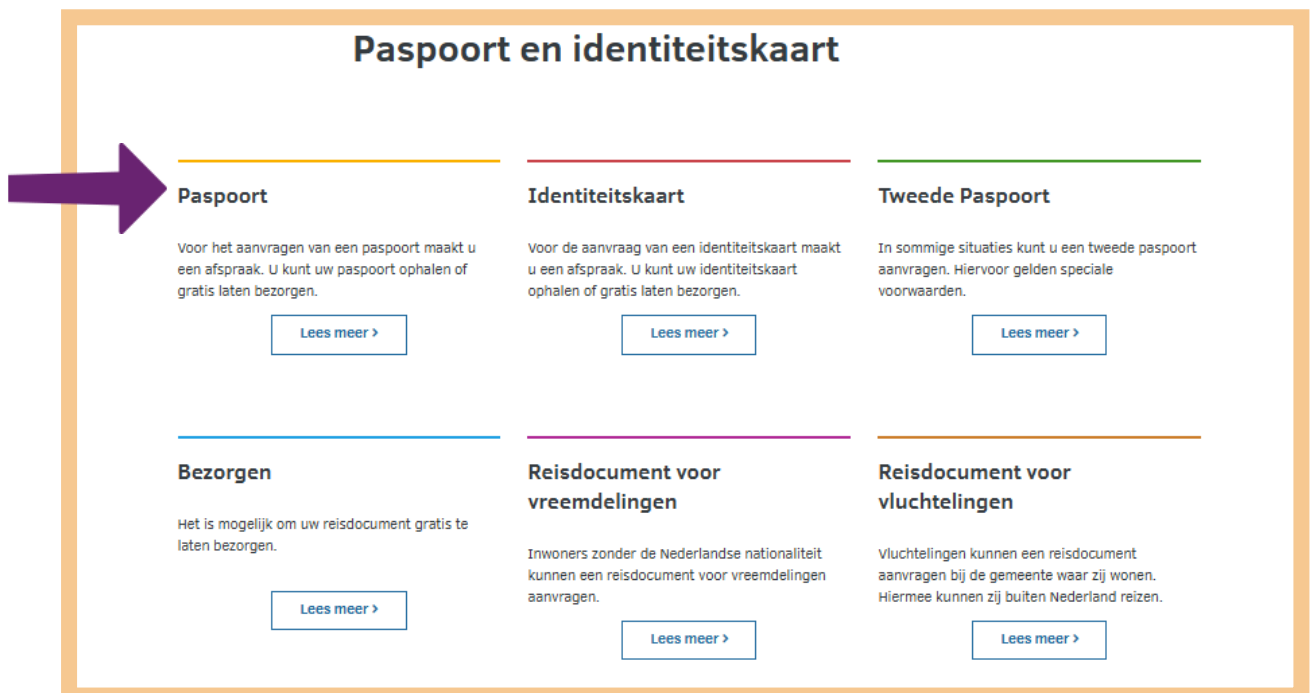 Paspoort en identiteitskaart
Paspoort
Voor het aanvragen van een paspoort maakt u
een afspraak. U kunt uw paspoort ophalen of
gratis laten bezorgen.
Lees meer >
Identiteitskaart
Voor de aanvraag van een identiteitskaart maakt
u een afspraak. U kunt uw identiteitskaart
ophalen of gratis laten bezorgen.
Lees meer >
Tweede Paspoort
In sommige situaties kunt u een tweede paspoort
aanvragen. Hiervoor gelden speciale
voorwaarden.
Lees meer >
Bezorgen
Het is mogelijk om uw reisdocument gratis te
laten bezorgen.
Lees meer >
Reisdocument voor
vreemdelingen
Inwoners zonder de Nederlandse nationaliteit
kunnen een reisdocument voor vreemdelingen
aanvragen.
Lees meer >
Reisdocument voor
vluchtelingen
Vluchtelingen kunnen een reisdocument
aanvragen bij de gemeente waar zij wonen.
Hiermee kunnen zij buiten Nederland reizen.
Lees meer >